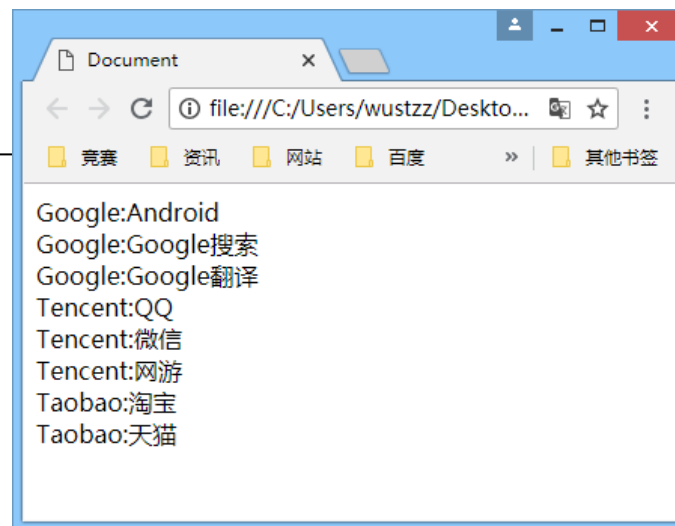 Document
file:///C:/Users/wustzz/Deskto...
竞赛 资讯 网站 百度 » 其他书签
Google:Android
Google:Google搜索
Google:Google翻译
Tencent:QQ
Tencent:微信
Tencent:网游
Taobao:淘宝
Taobao:天猫